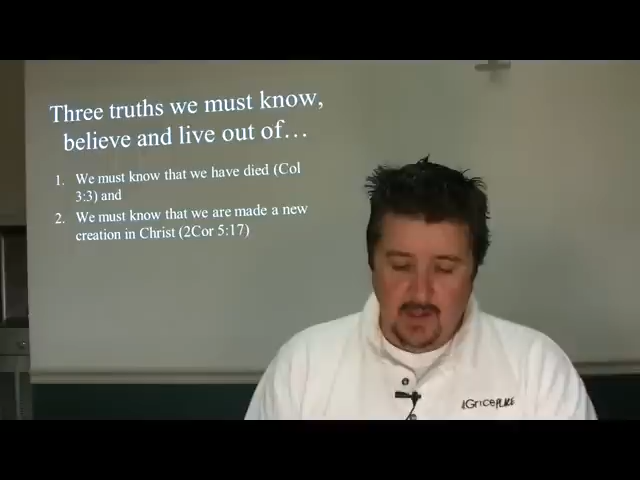 Three truths we must know,
believe and live out of…
1. We must know that we have died (Col
3:3) and
2. We must know that we are made a new
creation in Christ (2Cor 5:17)